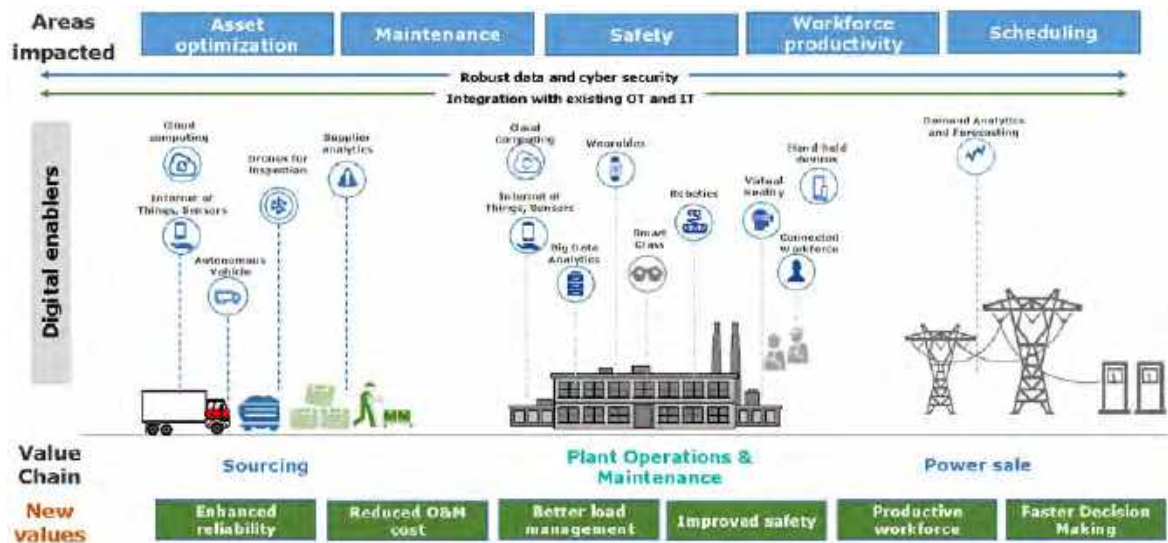 Areas impacted
Asset optimization
Maintenance
Safety
Workforce productivity
Scheduling
Robust data and cyber security
Integration with existing OT and IT
Digital enablers
Cloud computing
Internet of Things, Sensors
Autonomous Vehicle
Drones for Inspection
Supplier analytics
Cloud computing
Internet of Things, Sensors
Big Data Analytics
Wearables
Smart Glass
Robotics
Virtual Reality
Hand-held devices
Connected Workforce
Demand Analytics and Forecasting
Value Chain
Sourcing
Plant Operations & Maintenance
Power sale
New values
Enhanced reliability
Reduced O&M cost
Better load management
Improved safety
Productive workforce
Faster Decision Making